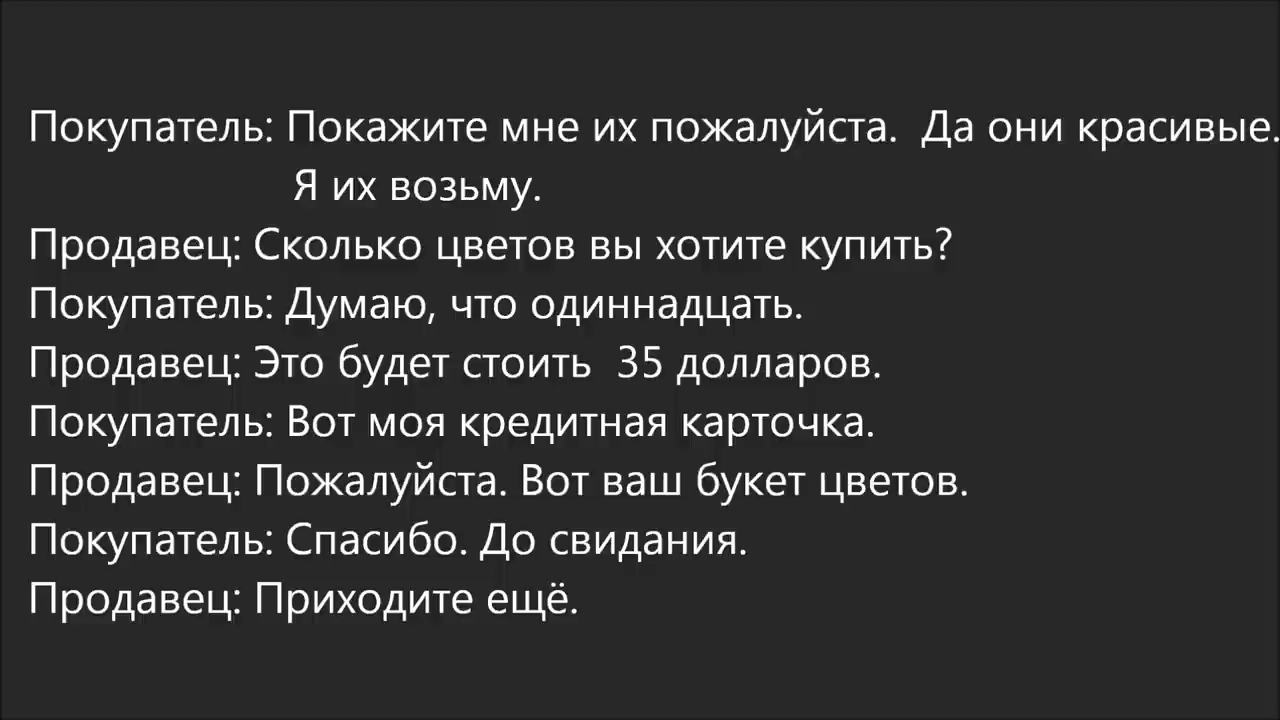 Покупатель: Покажите мне их пожалуйста.  Да они красивые.
Я их возьму.
Продавец: Сколько цветов вы хотите купить?
Покупатель: Думаю, что одиннадцать.
Продавец: Это будет стоить  35 долларов.
Покупатель: Вот моя кредитная карточка.
Продавец: Пожалуйста. Вот ваш букет цветов.
Покупатель: Спасибо. До свидания.
Продавец: Приходите ещё.